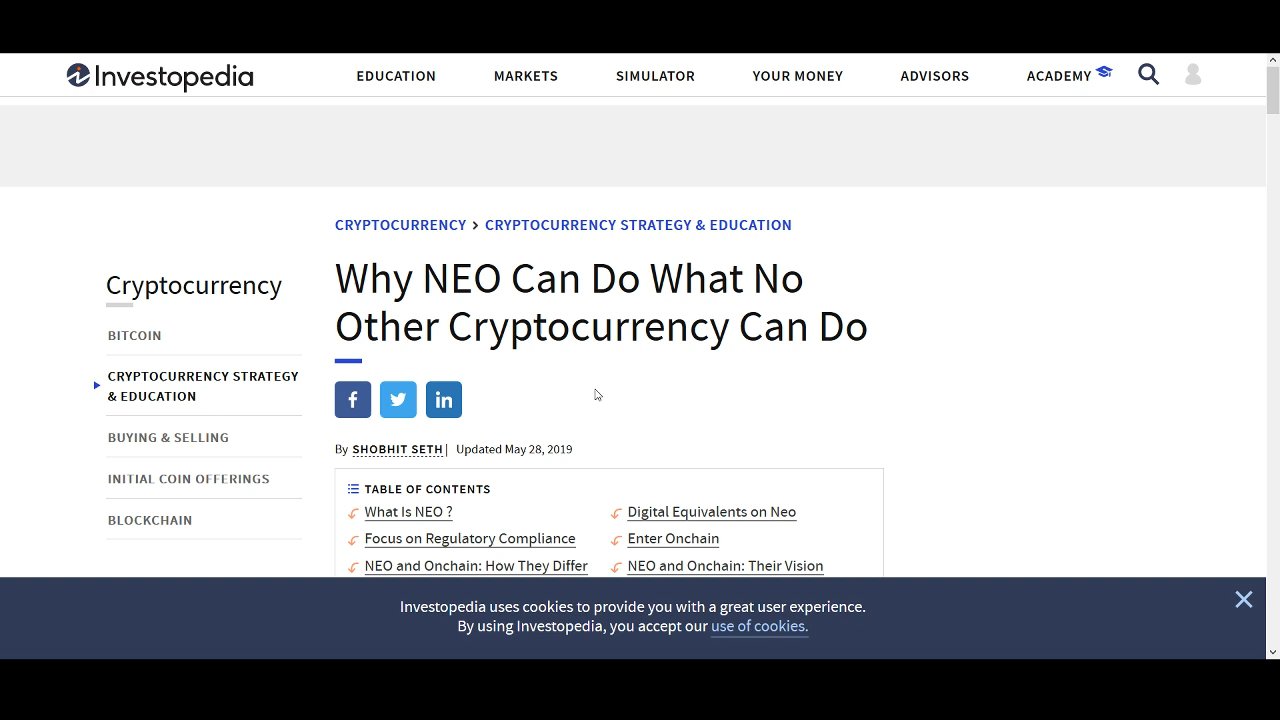 Investopedia
EDUCATION MARKETS SIMULATOR YOUR MONEY ADVISORS ACADEMY
CRYPTOCURRENCY > CRYPTOCURRENCY STRATEGY & EDUCATION
Cryptocurrency
BITCOIN
CRYPTOCURRENCY STRATEGY
& EDUCATION
BUYING & SELLING
INITIAL COIN OFFERINGS
BLOCKCHAIN
Why NEO Can Do What No
Other Cryptocurrency Can Do
f in
By SHOBHIT SETH | Updated May 28, 2019
TABLE OF CONTENTS
What Is NEO ?
Focus on Regulatory Compliance
NEO and Onchain: How They Differ
Digital Equivalents on Neo
Enter Onchain
NEO and Onchain: Their Vision
Investopedia uses cookies to provide you with a great user experience.
By using Investopedia, you accept our use of cookies.